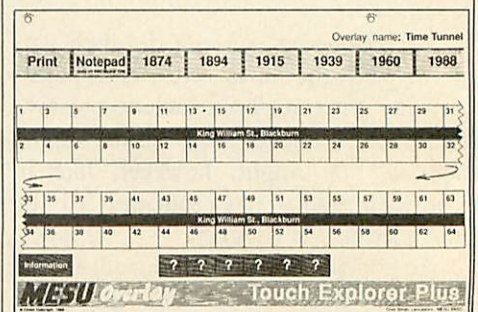 Overlay name: Time Tunnel
Print Notepad 1874 1894 1915 1939 1960 1988
1 3 5 7 9 11 13 15 17 19 21 23 25 27 29 31
King William St., Blackburn
2 4 6 8 10 12 14 16 18 20 22 24 26 28 30 32
33 35 37 39 41 43 45 47 49 51 53 55 57 59 61 63
King William St., Blackburn
34 36 38 40 42 44 46 48 50 52 54 56 58 60 62 64
Information ? ? ? ? ? ?
MESU Overlay Touch Explorer Plus